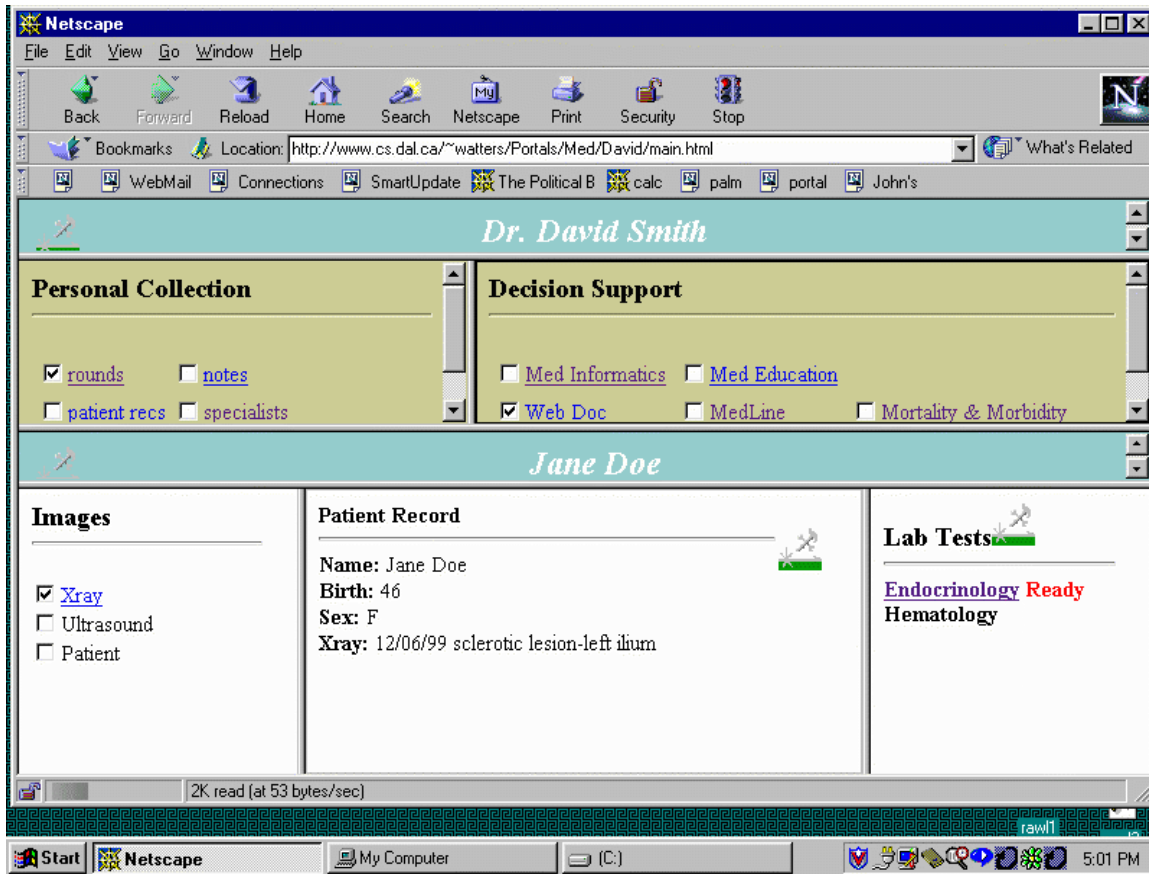 Netscape
File Edit View Go Window Help
My
Back Forward Reload Home Search Netscape Print Security Stop
N
Bookmarks Location: http://www.cs.dal.ca/~watters/Portals/Med/David/main.html What's Related
WebMail Connections SmartUpdate The Political B calc palm portal John's
Dr. David Smith
Personal Collection
rounds notes
patient recs specialists
Decision Support
Med Informatics Med Education
Web Doc MedLine Mortality & Morbidity
Jane Doe
Images
Xray
Ultrasound
Patient
Patient Record
Name: Jane Doe
Birth: 46
Sex: F
Xray: 12/06/99 sclerotic lesion-left ilium
Lab Tests
Endocrinology Ready
Hematology
2K read (at 53 bytes/sec)
rawl1
Start Netscape My Computer (C:) 5:01 PM